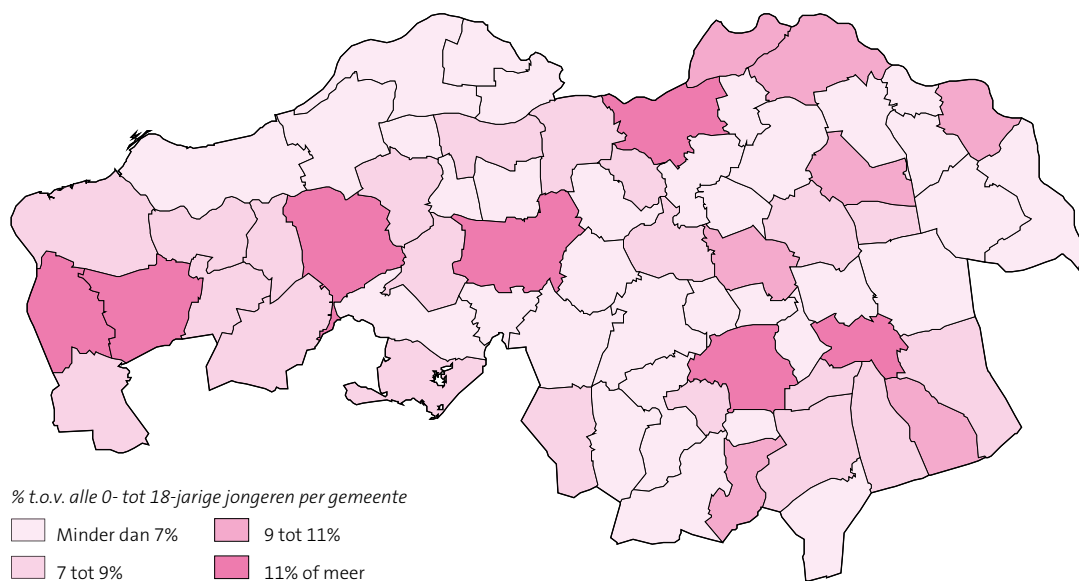 % t.o.v. alle 0- tot 18-jarige jongeren per gemeente
Minder dan 7%
9 tot 11%
7 tot 9%
11% of meer